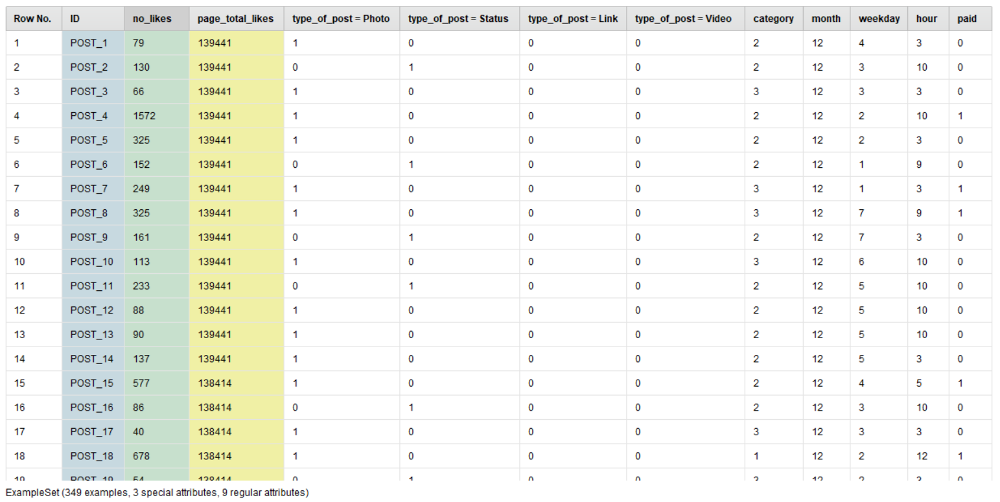 Row No. ID no_likes page_total_likes type_of_post = Photo type_of_post = Status type_of_post = Link type_of_post = Video category month weekday hour paid
1 POST_1 79 139441 1 0 0 0 2 12 4 3 0
2 POST_2 130 139441 0 1 0 0 2 12 3 10 0
3 POST_3 66 139441 1 0 0 0 3 12 3 3 0
4 POST_4 1572 139441 1 0 0 0 2 12 2 10 1
5 POST_5 325 139441 1 0 0 0 2 12 2 3 0
6 POST_6 152 139441 0 1 0 0 2 12 1 9 0
7 POST_7 249 139441 1 0 0 0 3 12 1 3 1
8 POST_8 325 139441 1 0 0 0 3 12 7 9 1
9 POST_9 161 139441 0 1 0 0 2 12 7 3 0
10 POST_10 113 139441 1 0 0 0 3 12 6 10 0
11 POST_11 233 139441 0 1 0 0 2 12 5 10 0
12 POST_12 88 139441 1 0 0 0 2 12 5 10 0
13 POST_13 90 139441 1 0 0 0 2 12 5 10 0
14 POST_14 137 139441 1 0 0 0 2 12 5 3 0
15 POST_15 577 138414 1 0 0 0 2 12 4 5 1
16 POST_16 86 138414 0 1 0 0 2 12 3 10 0
17 POST_17 40 138414 1 0 0 0 3 12 3 3 0
18 POST_18 678 138414 1 0 0 0 1 12 2 12 1
19 POST_19 54 138414 0 1 0 0 3 12 2 3 0
ExampleSet (349 examples, 3 special attributes, 9 regular attributes)